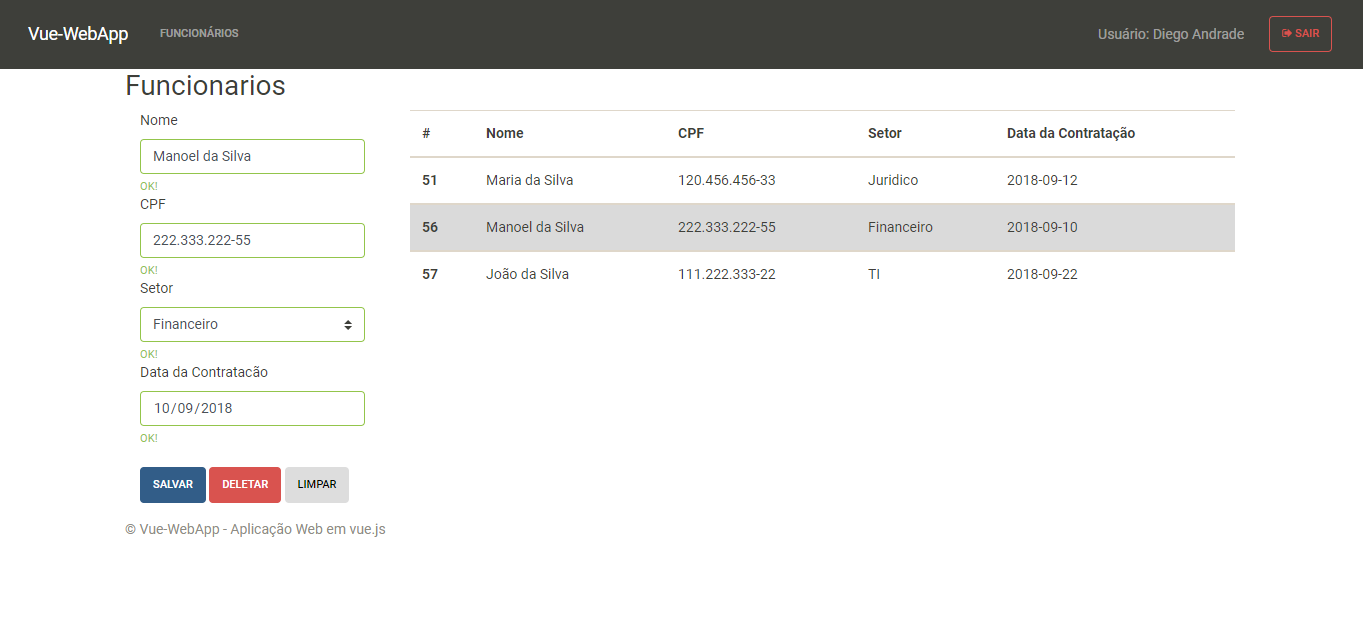 Vue-WebApp FUNCIONÁRIOS Usuário: Diego Andrade SAIR
Funcionarios
Nome
Manoel da Silva
OK!
CPF
222.333.222-55
OK!
Setor
Financeiro
OK!
Data da Contratacão
10/09/2018
OK!
SALVAR DELETAR LIMPAR
# Nome CPF Setor Data da Contratação
51 Maria da Silva 120.456.456-33 Juridico 2018-09-12
56 Manoel da Silva 222.333.222-55 Financeiro 2018-09-10
57 João da Silva 111.222.333-22 TI 2018-09-22
© Vue-WebApp - Aplicação Web em vue.js